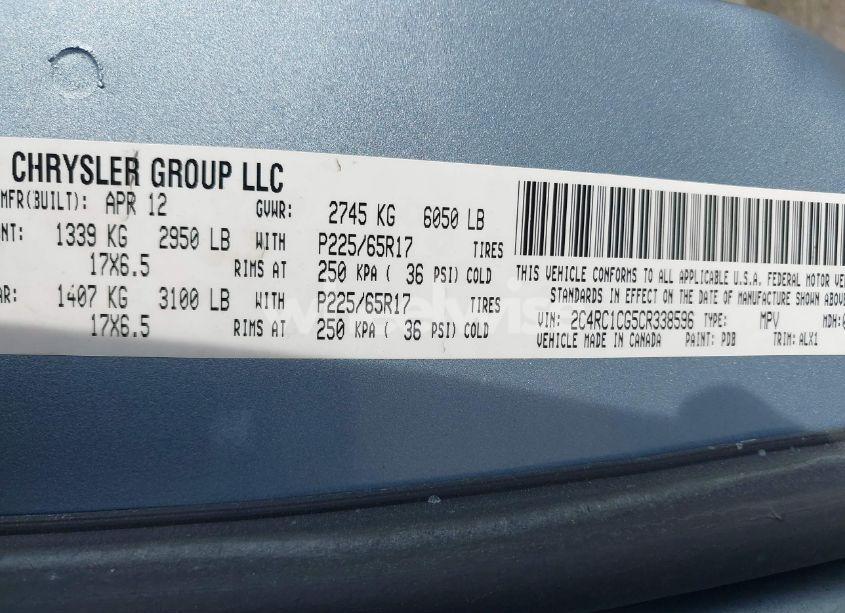 CHRYSLER GROUP LLC
MFR(BUILT): APR 12 GVWR: 2745 KG 6050 LB
NT: 1339 KG 2950 LB WITH P225/65R17 TIRES
17X6.5 RIMS AT 250 KPA ( 36 PSI) COLD
AR: 1407 KG 3100 LB WITH P225/65R17 TIRES
17X6.5 RIMS AT 250 KPA ( 36 PSI) COLD
THIS VEHICLE CONFORMS TO ALL APPLICABLE U.S.A. FEDERAL MOTOR VE
STANDARDS IN EFFECT ON THE DATE OF MANUFACTURE SHOWN ABOVE
VIN: 2C4RC1CG5CR338596 TYPE: MPV MDH:
VEHICLE MADE IN CANADA PAINT: PDB TRIM: ALX1